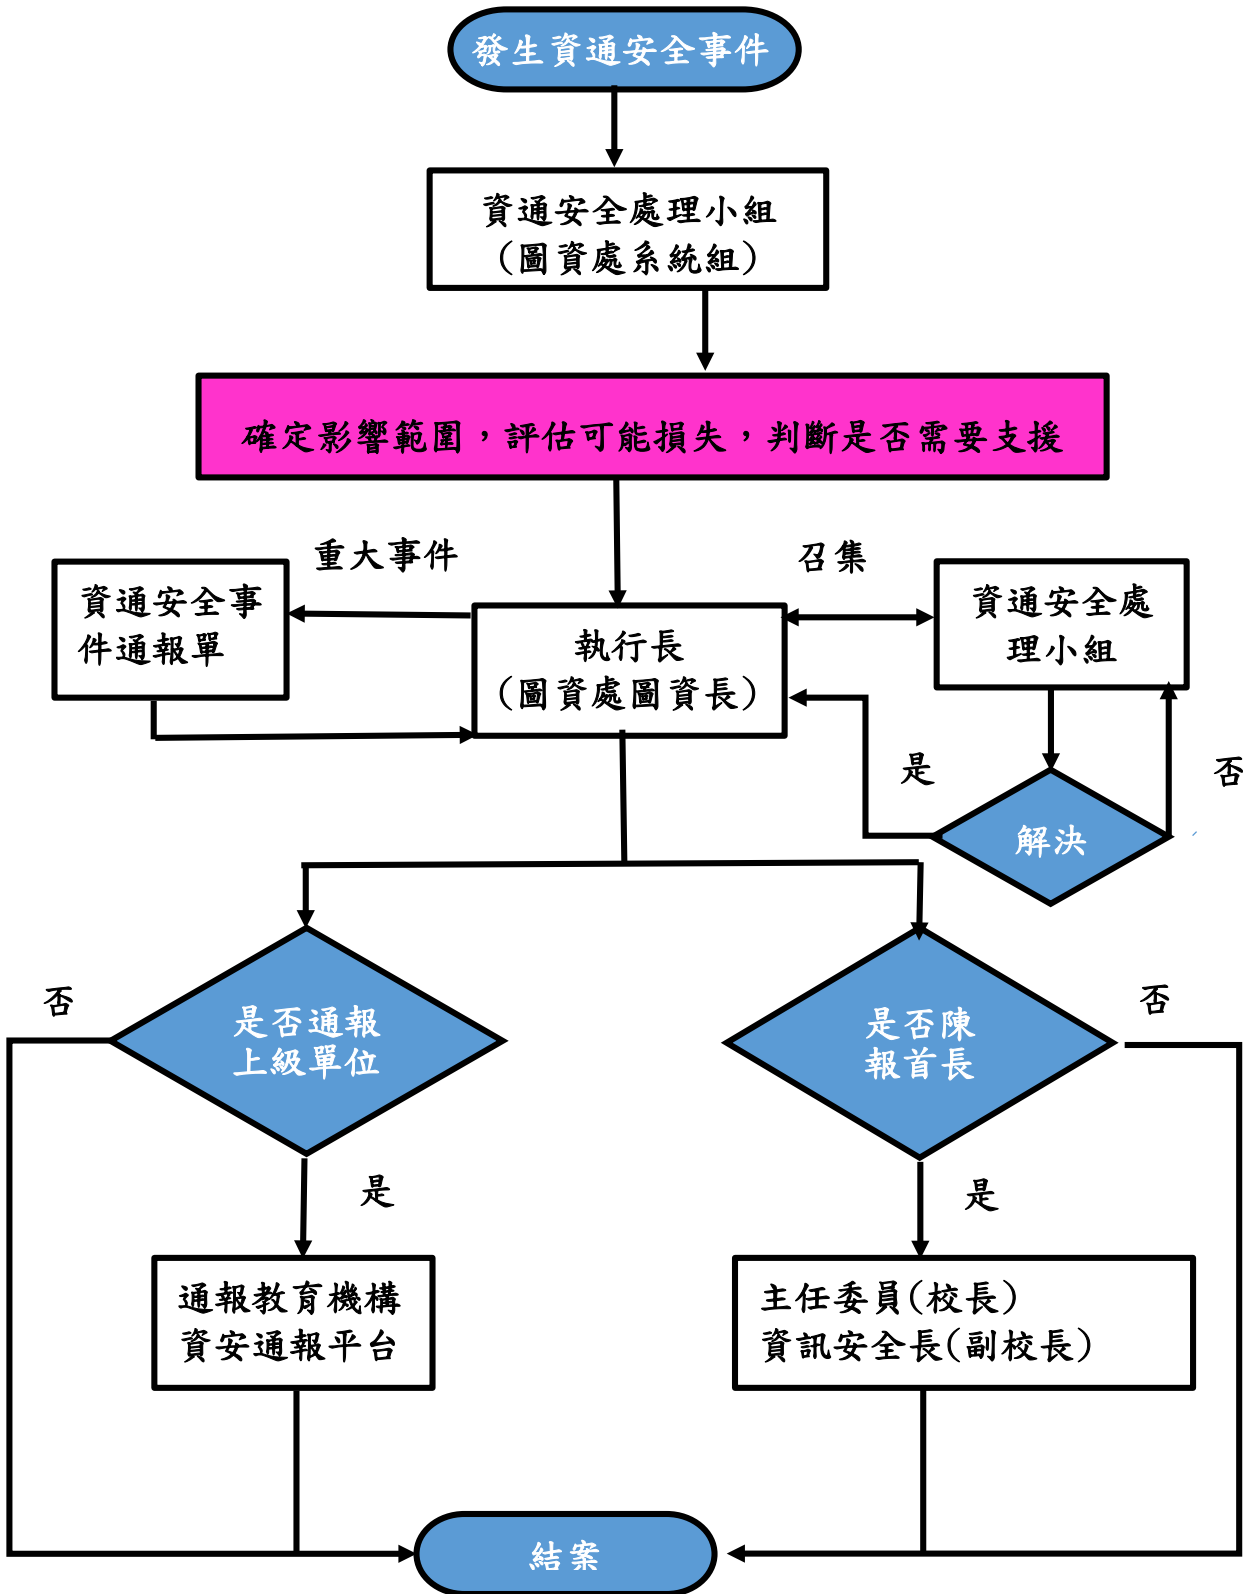 發生資通安全事件
資通安全處理小組
（圖資處系統組）
確定影響範圍，評估可能損失，判斷是否需要支援
重大事件
召集
資通安全事
件通報單
執行長
（圖資處圖資長）
資通安全處
理小組
是
否
解決
否
是否通報
上級單位
是否陳
報首長
否
是
是
通報教育機構
資安通報平台
主任委員(校長)
資訊安全長(副校長)
結案